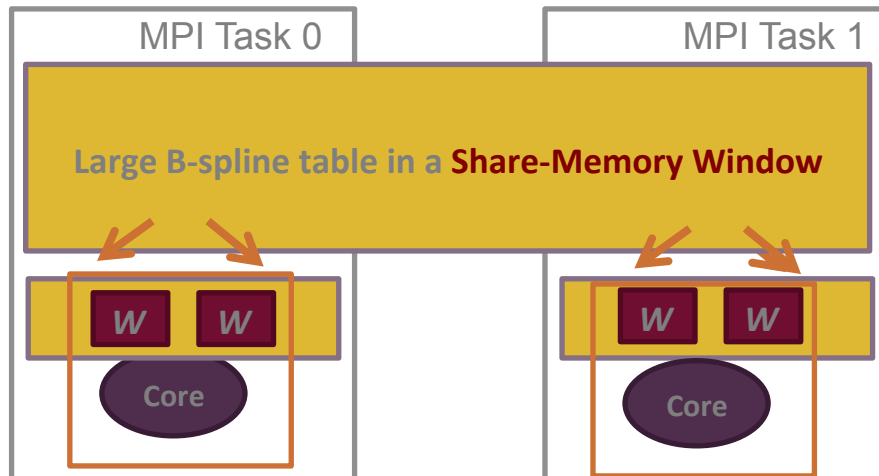 MPI Task 0
MPI Task 1
Large B-spline table in a Share-Memory Window
W
W
W
W
Core
Core